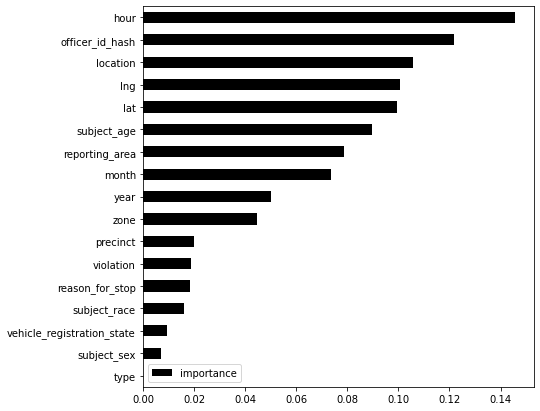 hour
officer_id_hash
location
lng
lat
subject_age
reporting_area
month
year
zone
precinct
violation
reason_for_stop
subject_race
vehicle_registration_state
subject_sex
type
importance
0.00 0.02 0.04 0.06 0.08 0.10 0.12 0.14